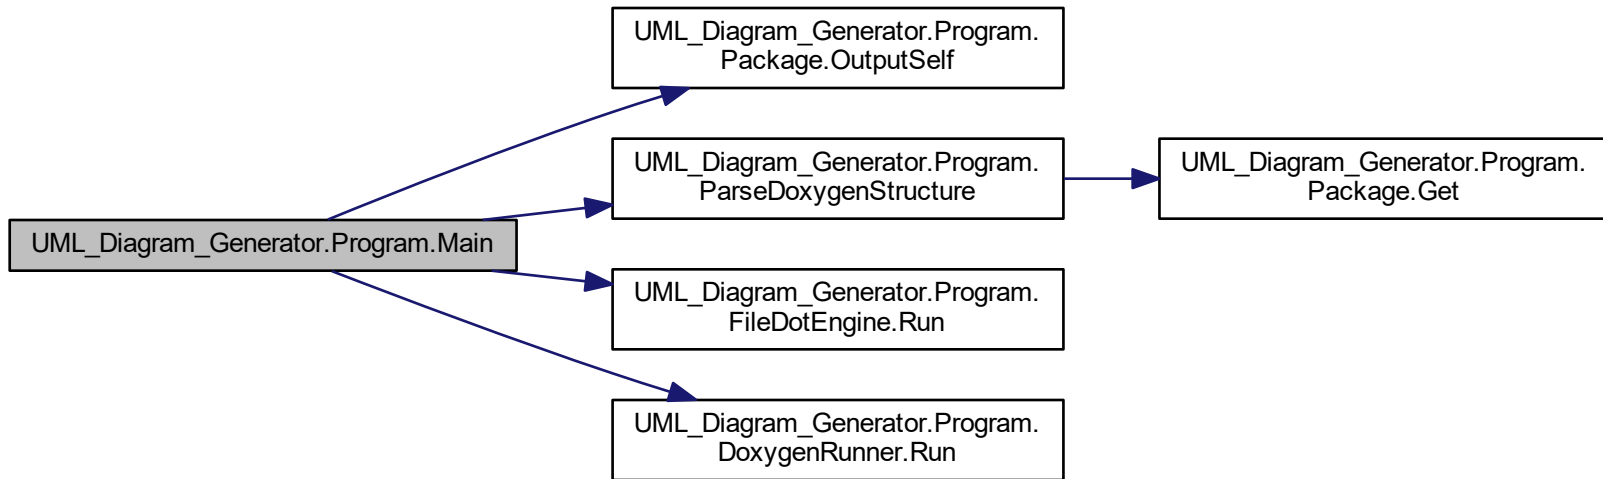 UML_Diagram_Generator.Program.
Package.OutputSelf
UML_Diagram_Generator.Program.
ParseDoxygenStructure
UML_Diagram_Generator.Program.
Package.Get
UML_Diagram_Generator.Program.Main
UML_Diagram_Generator.Program.
FileDotEngine.Run
UML_Diagram_Generator.Program.
DoxygenRunner.Run